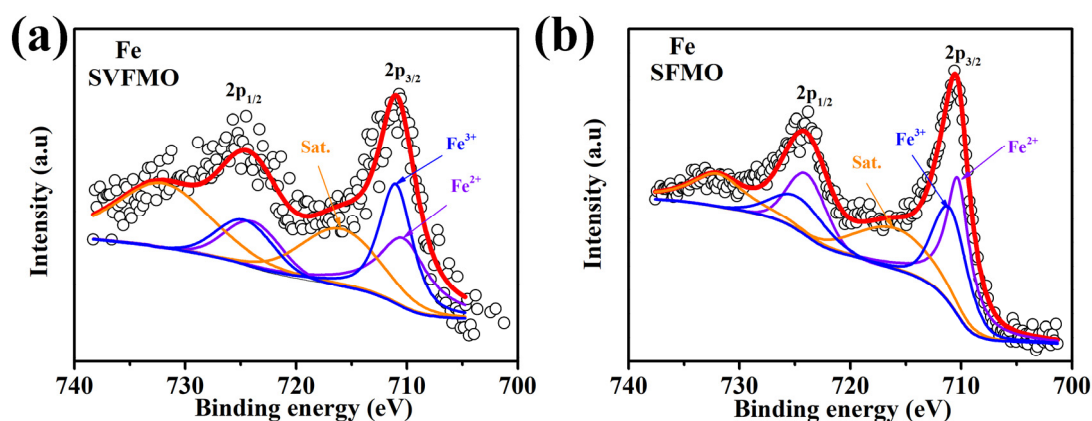 (a)
Fe
SVFMO
2p1/2
2p3/2
Sat.
Fe3+
Fe2+
Intensity (a.u)
740 730 720 710 700
Binding energy (eV)
(b)
Fe
SFMO
2p1/2
2p3/2
Sat.
Fe3+
Fe2+
Intensity (a.u)
740 730 720 710 700
Binding energy (eV)